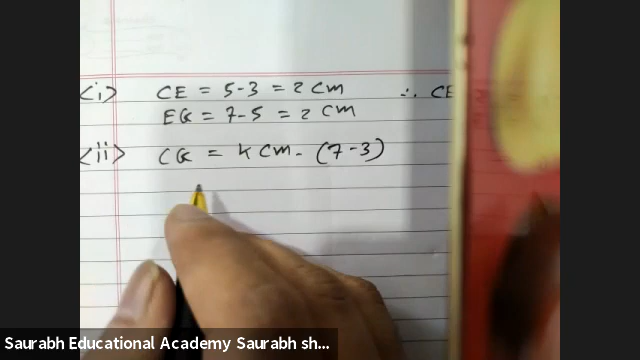 <i> CE = 5-3 = 2 cm ∴ CE
EG = 7-5 = 2 cm
<ii> CG = 4 cm - (7-3)
Saurabh Educational Academy Saurabh sh...